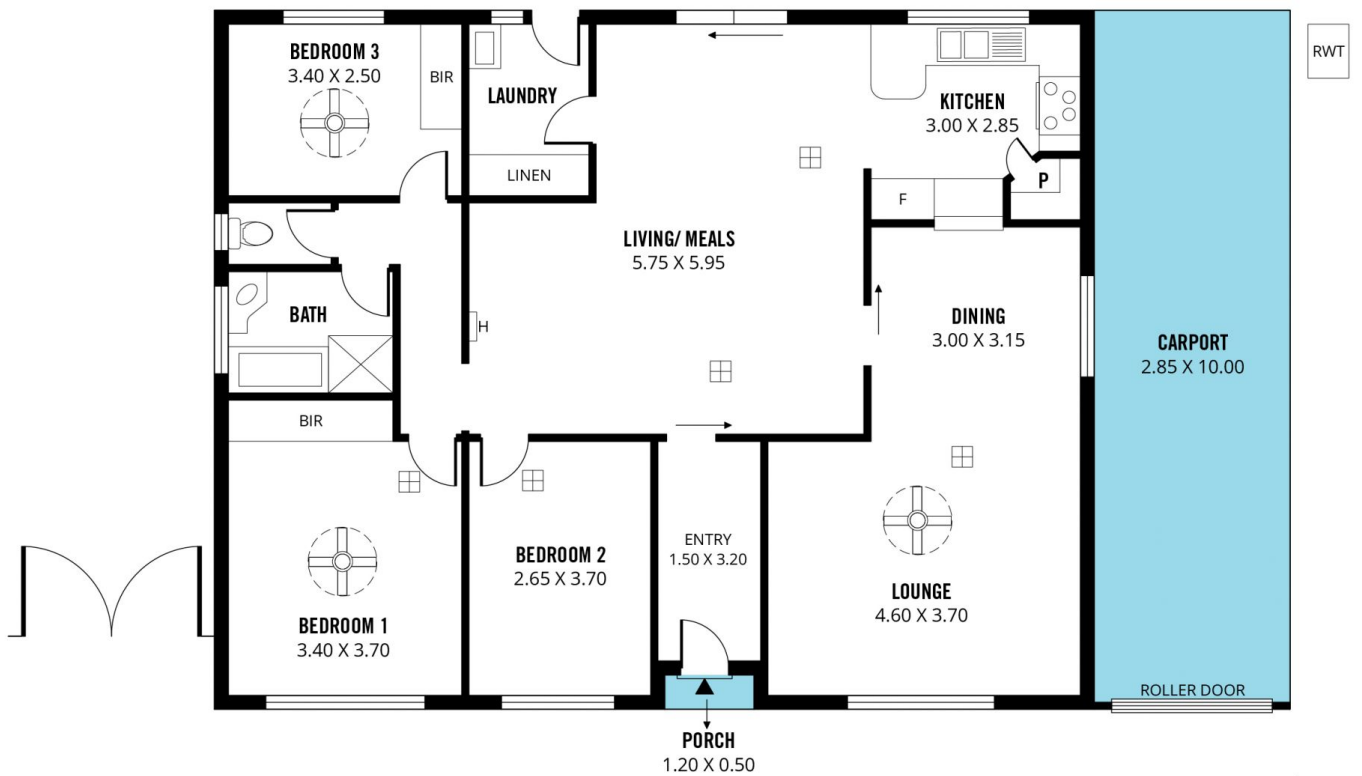 BEDROOM 3
3.40 X 2.50
BIR
LAUNDRY
LINEN
KITCHEN
3.00 X 2.85
P
F
RWT
LIVING/ MEALS
5.75 X 5.95
BATH
H
DINING
3.00 X 3.15
CARPORT
2.85 X 10.00
BIR
BEDROOM 1
3.40 X 3.70
BEDROOM 2
2.65 X 3.70
ENTRY
1.50 X 3.20
LOUNGE
4.60 X 3.70
ROLLER DOOR
PORCH
1.20 X 0.50